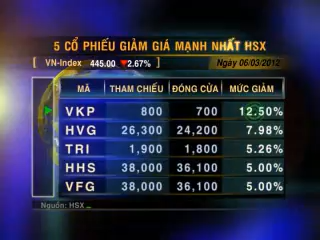 5 CỔ PHIẾU GIẢM GIÁ MẠNH NHẤT HSX
[ VN-Index 445.00 ▼2.67% ] Ngày 06/03/2012
MÃ THAM CHIẾU ĐÓNG CỬA MỨC GIẢM
VKP 800 700 12.50%
HVG 26,300 24,200 7.98%
TRI 1,900 1,800 5.26%
HHS 38,000 36,100 5.00%
VFG 38,000 36,100 5.00%
Nguồn: HSX